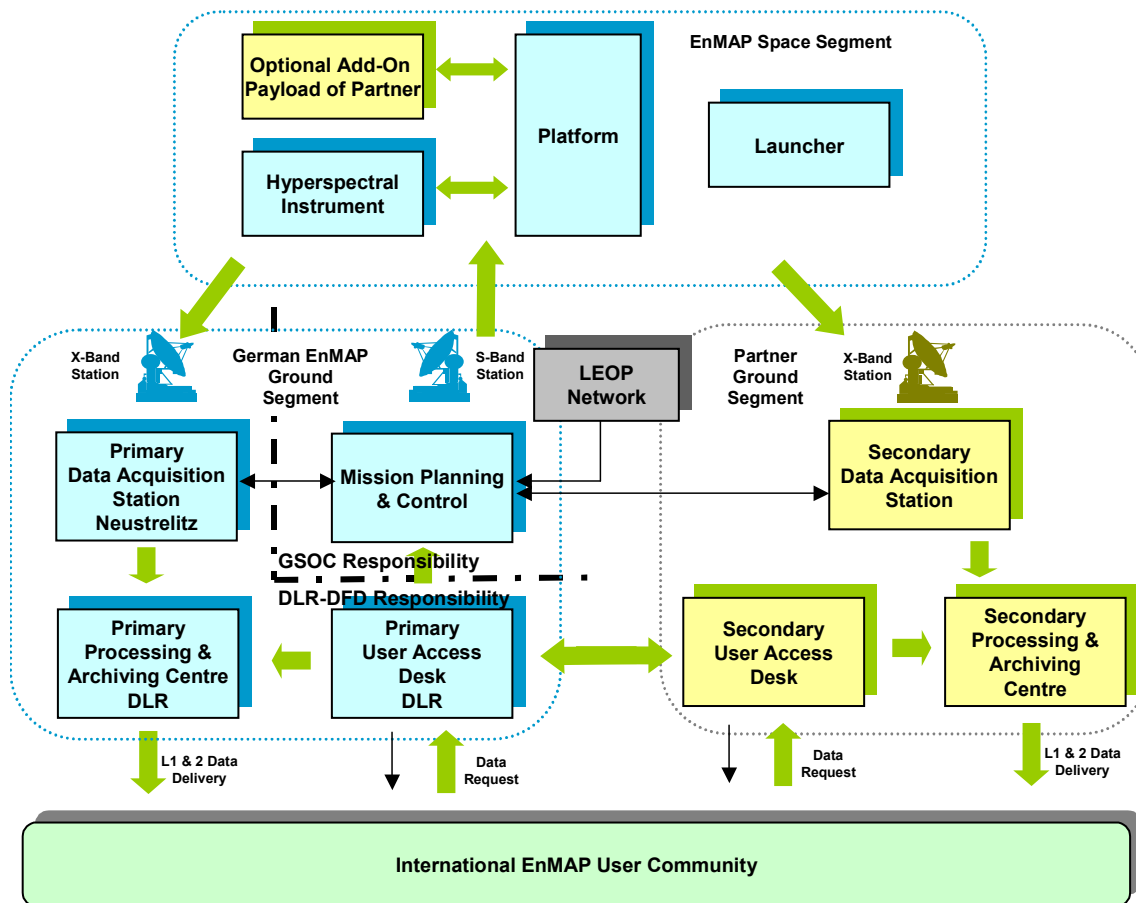 EnMAP Space Segment
Optional Add-On
Payload of Partner
Platform
Launcher
Hyperspectral
Instrument
X-Band
Station
German EnMAP
Ground
Segment
S-Band
Station
LEOP
Network
Partner
Ground
Segment
X-Band
Station
Primary
Data Acquisition
Station
Neustrelitz
Mission Planning
& Control
Secondary
Data Acquisition
Station
GSOC Responsibility
DLR-DFD Responsibility
Primary
Processing &
Archiving Centre
DLR
Primary
User Access
Desk
DLR
Secondary
User Access
Desk
Secondary
Processing &
Archiving
Centre
L1 & 2 Data
Delivery
Data
Request
Data
Request
L1 & 2 Data
Delivery
International EnMAP User Community